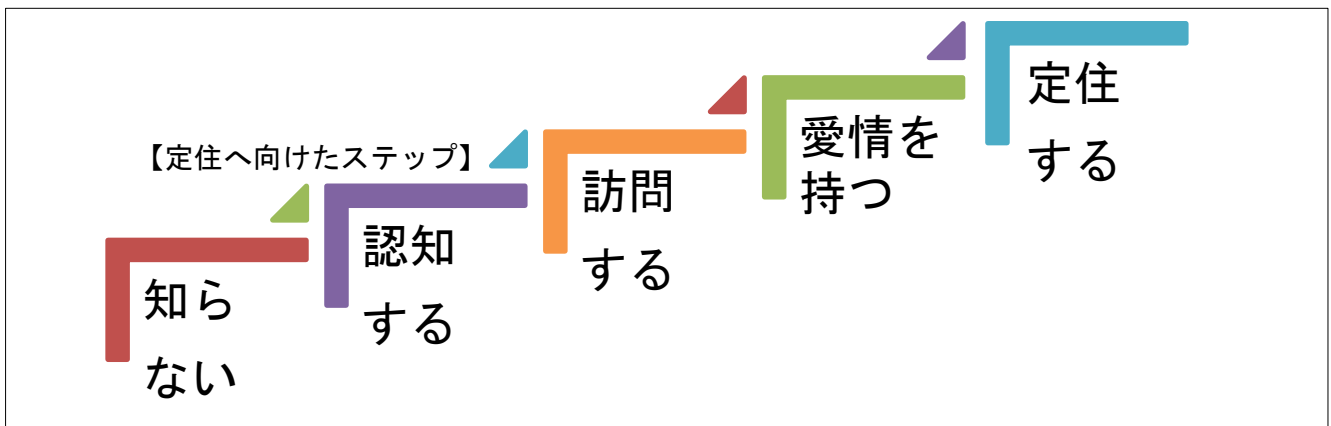 【定住へ向けたステップ】
知ら
ない
認知
する
訪問
する
愛情を
持つ
定住
する